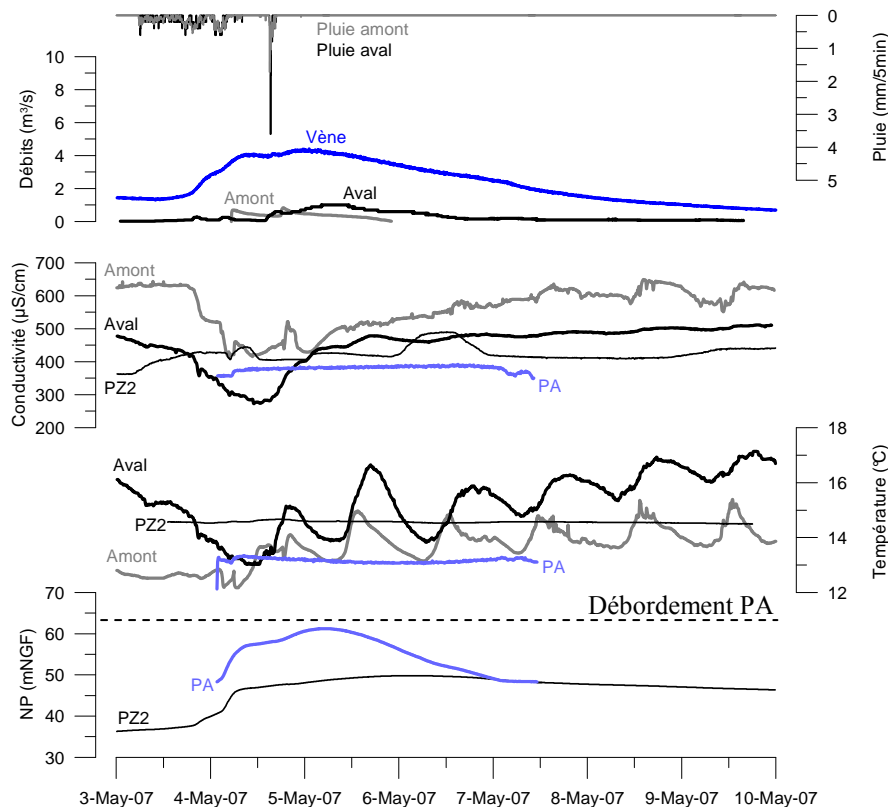 Pluie amont
Pluie aval
0
1
2
3
4
5
Pluie (mm/5min)
10
8
6
4
2
0
Débits (m³/s)
Vène
Amont
Aval
700
600
500
400
300
200
Conductivité (µS/cm)
Amont
Aval
PZ2
PA
18
16
14
12
Température (°C)
Aval
PZ2
Amont
PA
70
60
50
40
30
NP (mNGF)
Débordement PA
PA
PZ2
3-May-07 4-May-07 5-May-07 6-May-07 7-May-07 8-May-07 9-May-07 10-May-07